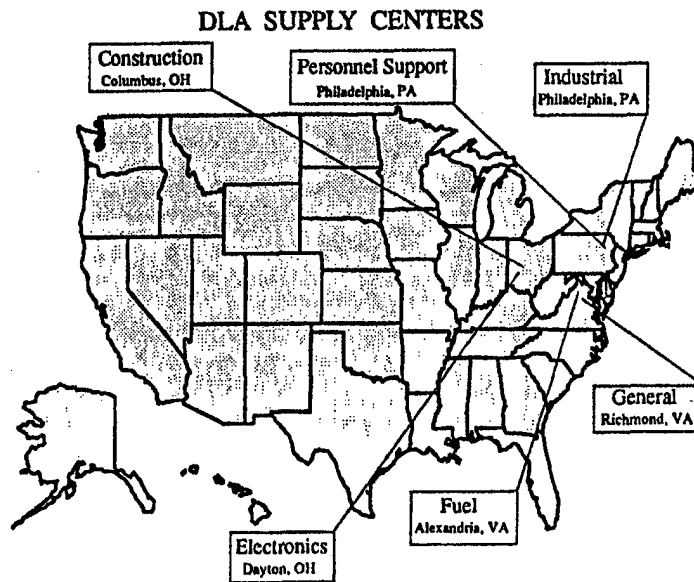 DLA SUPPLY CENTERS
Construction
Columbus, OH
Personnel Support
Philadelphia, PA
Industrial
Philadelphia, PA
General
Richmond, VA
Fuel
Alexandria, VA
Electronics
Dayton, OH